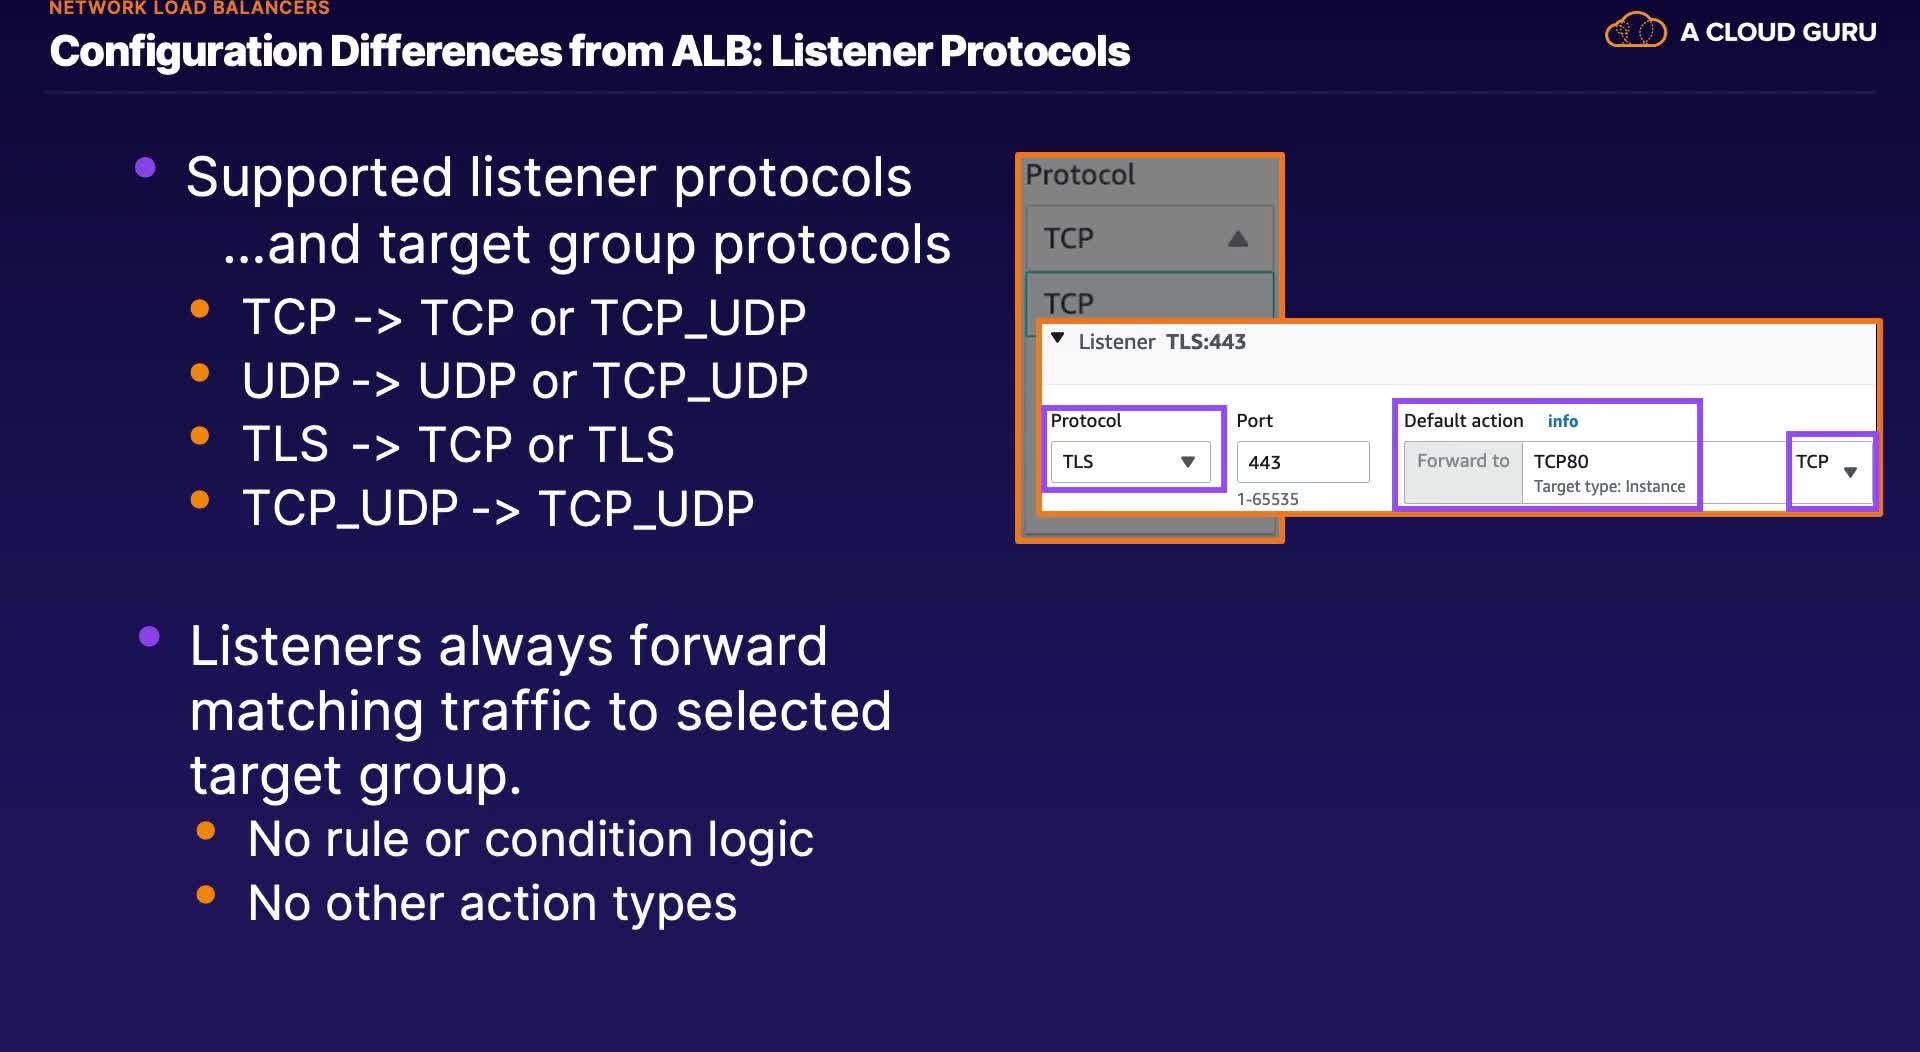 NETWORK LOAD BALANCERS
Configuration Differences from ALB: Listener Protocols
A CLOUD GURU
Supported listener protocols
...and target group protocols
TCP -> TCP or TCP_UDP
UDP -> UDP or TCP_UDP
TLS -> TCP or TLS
TCP_UDP -> TCP_UDP
Listeners always forward
matching traffic to selected
target group.
No rule or condition logic
No other action types
Protocol
TCP
TCP
Listener TLS:443
Protocol
TLS
Port
443
1-65535
Default action info
Forward to
TCP80
Target type: Instance
TCP